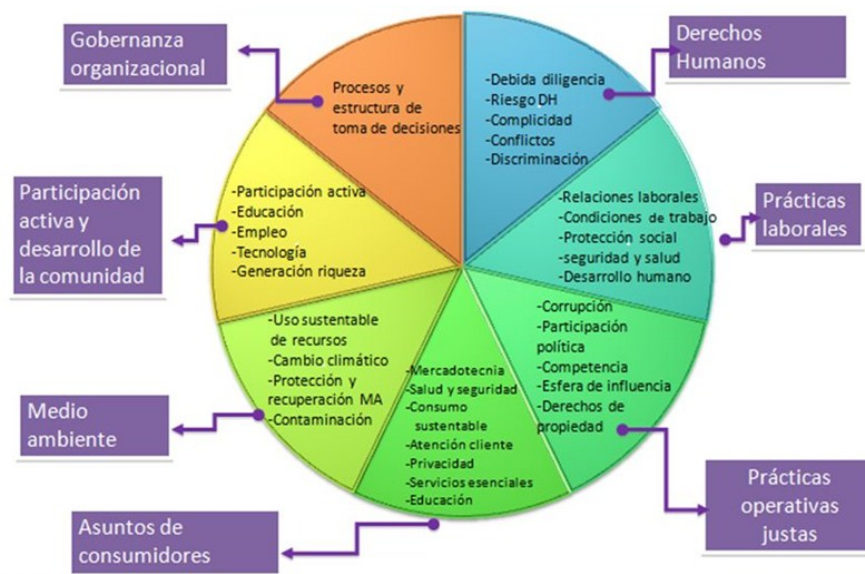 Gobernanza
organizacional
Procesos y
estructura de
toma de decisiones
Derechos
Humanos
-Debida diligencia
-Riesgo DH
-Complicidad
-Conflictos
-Discriminación
Prácticas
laborales
-Relaciones laborales
-Condiciones de trabajo
-Protección social
-seguridad y salud
-Desarrollo humano
Prácticas
operativas
justas
-Corrupción
-Participación
política
-Competencia
-Esfera de influencia
-Derechos de
propiedad
Asuntos de
consumidores
-Mercadotecnia
-Salud y seguridad
-Consumo
sustentable
-Atención cliente
-Privacidad
-Servicios esenciales
-Educación
Medio
ambiente
-Uso sustentable
de recursos
-Cambio climático
-Protección y
recuperación MA
-Contaminación
Participación
activa y
desarrollo de
la comunidad
-Participación activa
-Educación
-Empleo
-Tecnología
-Generación riqueza